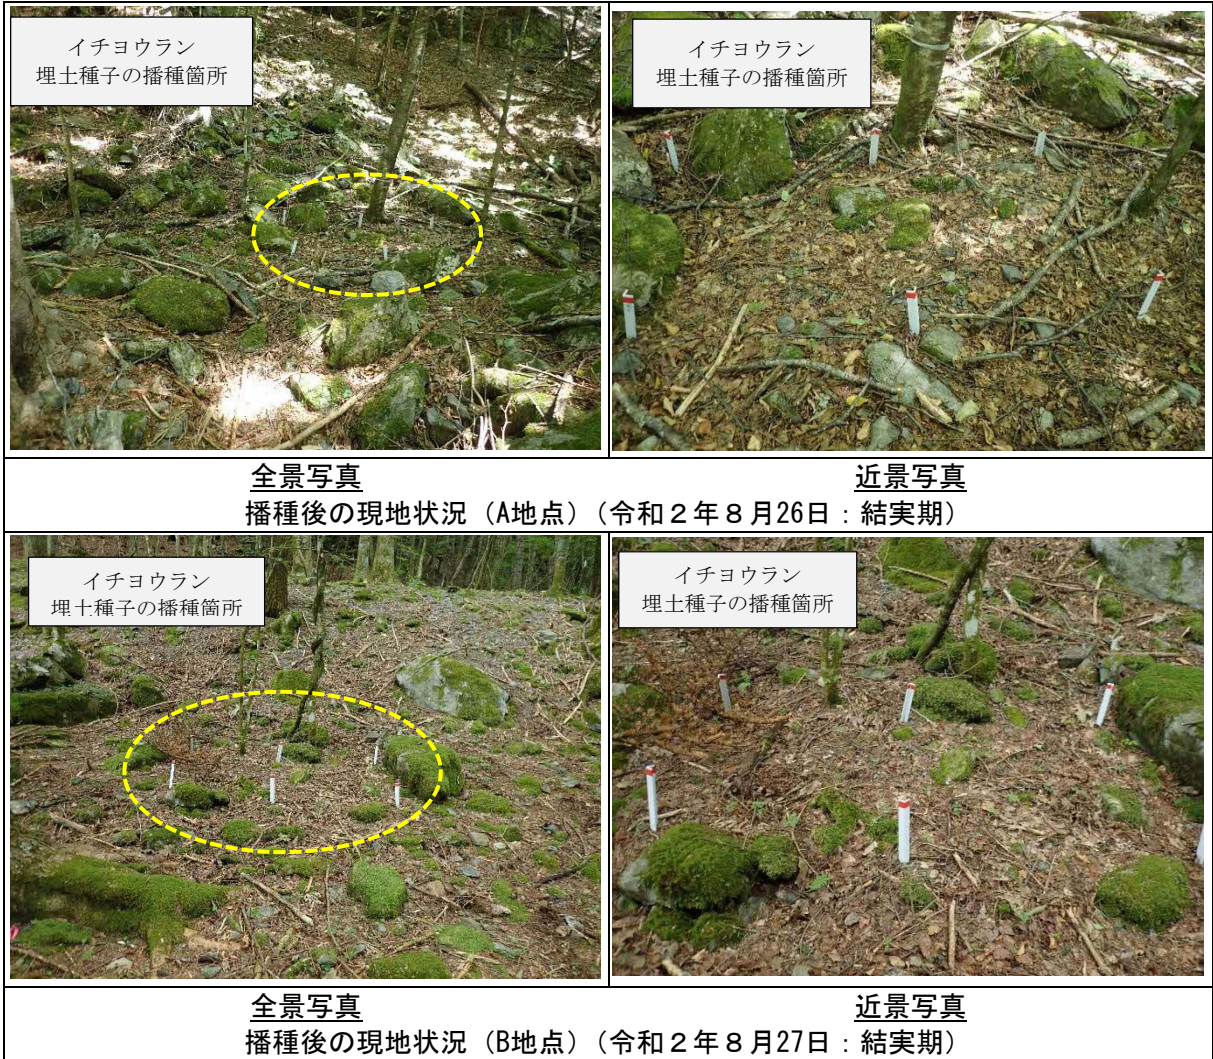 イチョウラン
埋土種子の播種箇所
イチョウラン
埋土種子の播種箇所
全景写真
近景写真
播種後の現地状況（A地点）（令和２年８月26日：結実期）
イチョウラン
埋土種子の播種箇所
イチョウラン
埋土種子の播種箇所
全景写真
近景写真
播種後の現地状況（B地点）（令和２年８月27日：結実期）